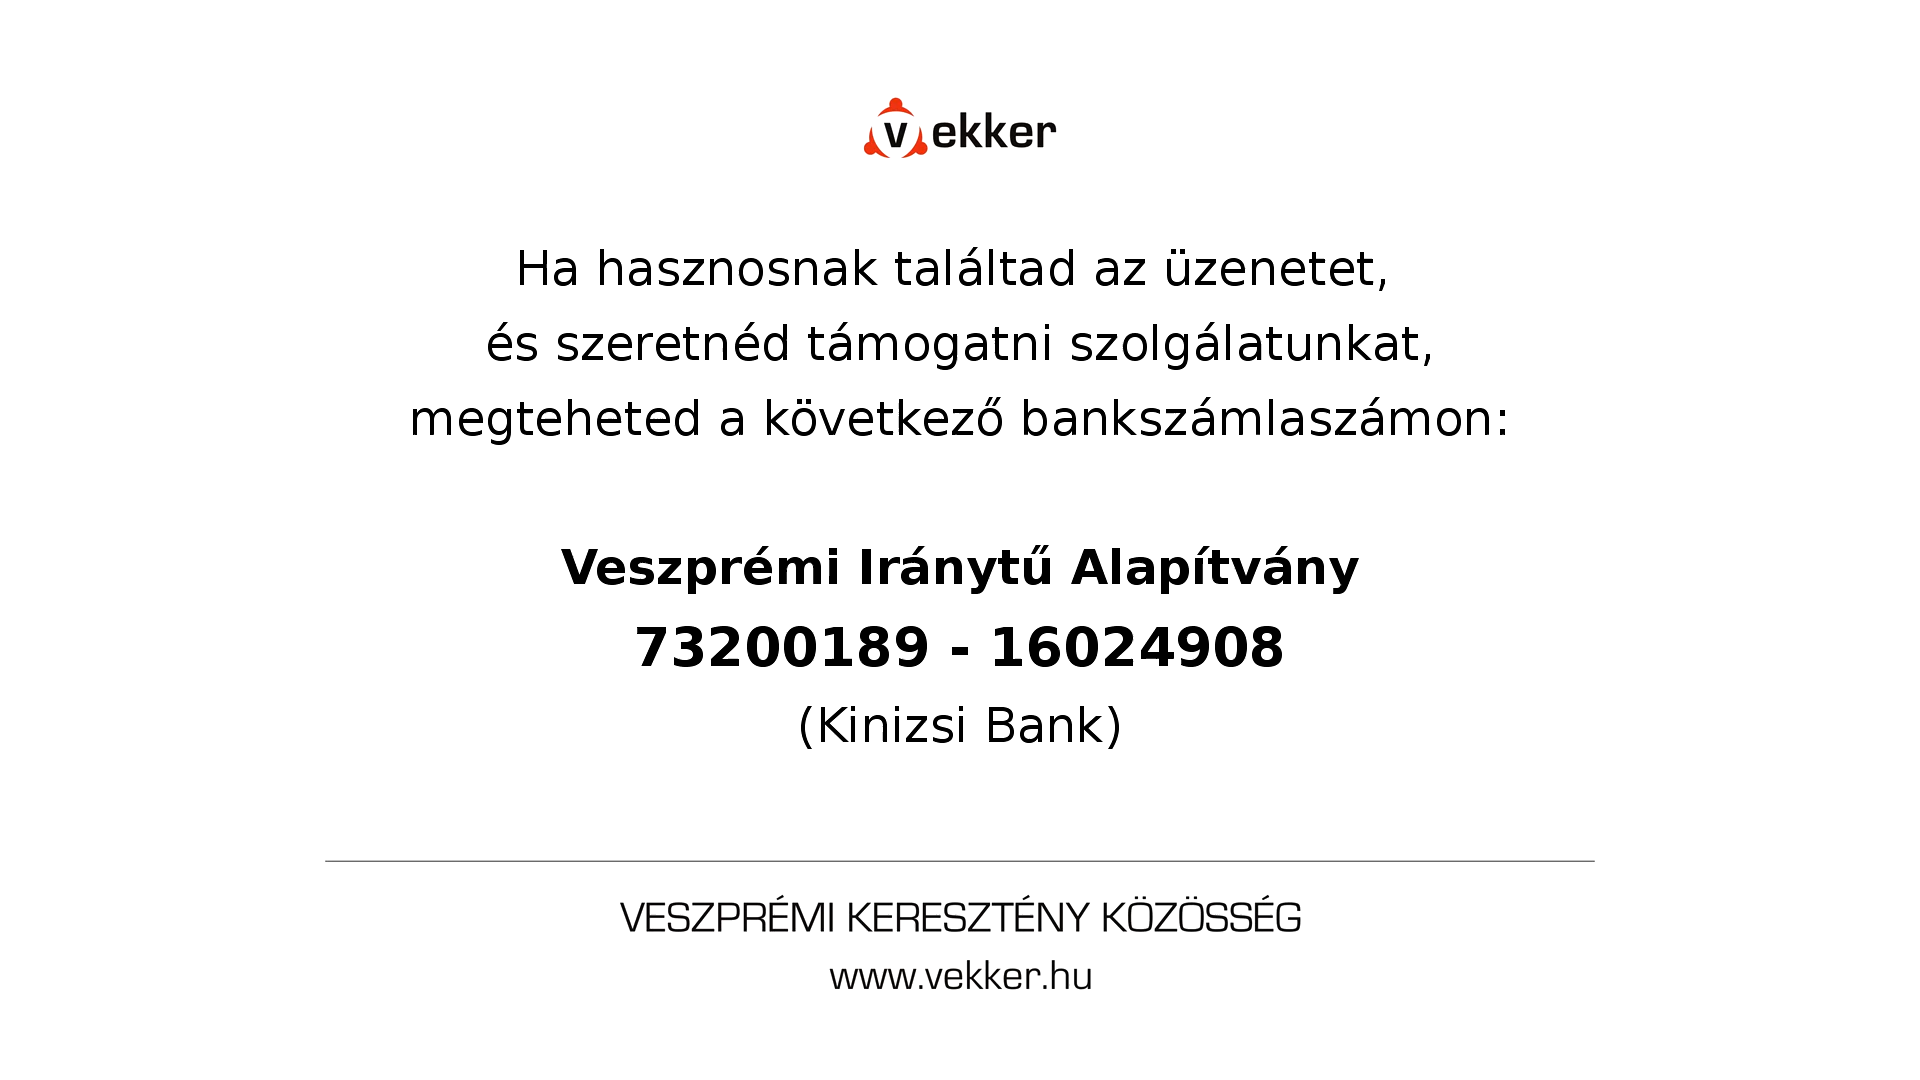 vekker
Ha hasznosnak találtad az üzenetet,
és szeretnéd támogatni szolgálatunkat,
megteheted a következő bankszámlaszámon:
Veszprémi Iránytű Alapítvány
73200189 - 16024908
(Kinizsi Bank)
VESZPRÉMI KERESZTÉNY KÖZÖSSÉG
www.vekker.hu